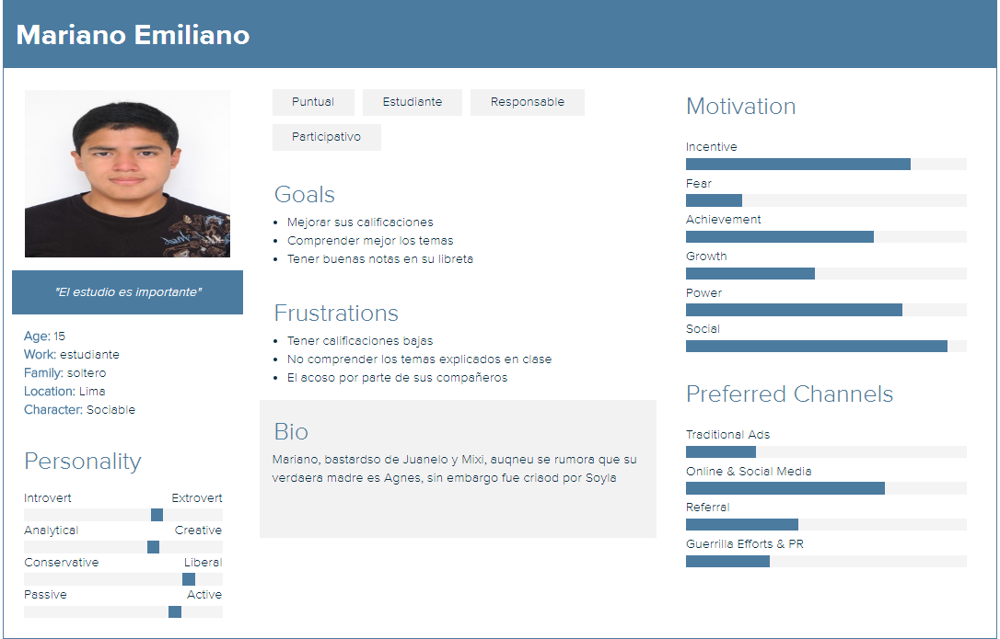 Mariano Emiliano
"El estudio es importante"
Age: 15
Work: estudiante
Family: soltero
Location: Lima
Character: Sociable
Personality
Introvert Extrovert
Analytical Creative
Conservative Liberal
Passive Active
Puntual Estudiante Responsable
Participativo
Goals
Mejorar sus calificaciones
Comprender mejor los temas
Tener buenas notas en su libreta
Frustrations
Tener calificaciones bajas
No comprender los temas explicados en clase
El acoso por parte de sus compañeros
Bio
Mariano, bastardso de Juanelo y Mixi, auqneu se rumora que su
verdaera madre es Agnes, sin embargo fue criaod por Soyla
Motivation
Incentive
Fear
Achievement
Growth
Power
Social
Preferred Channels
Traditional Ads
Online & Social Media
Referral
Guerrilla Efforts & PR